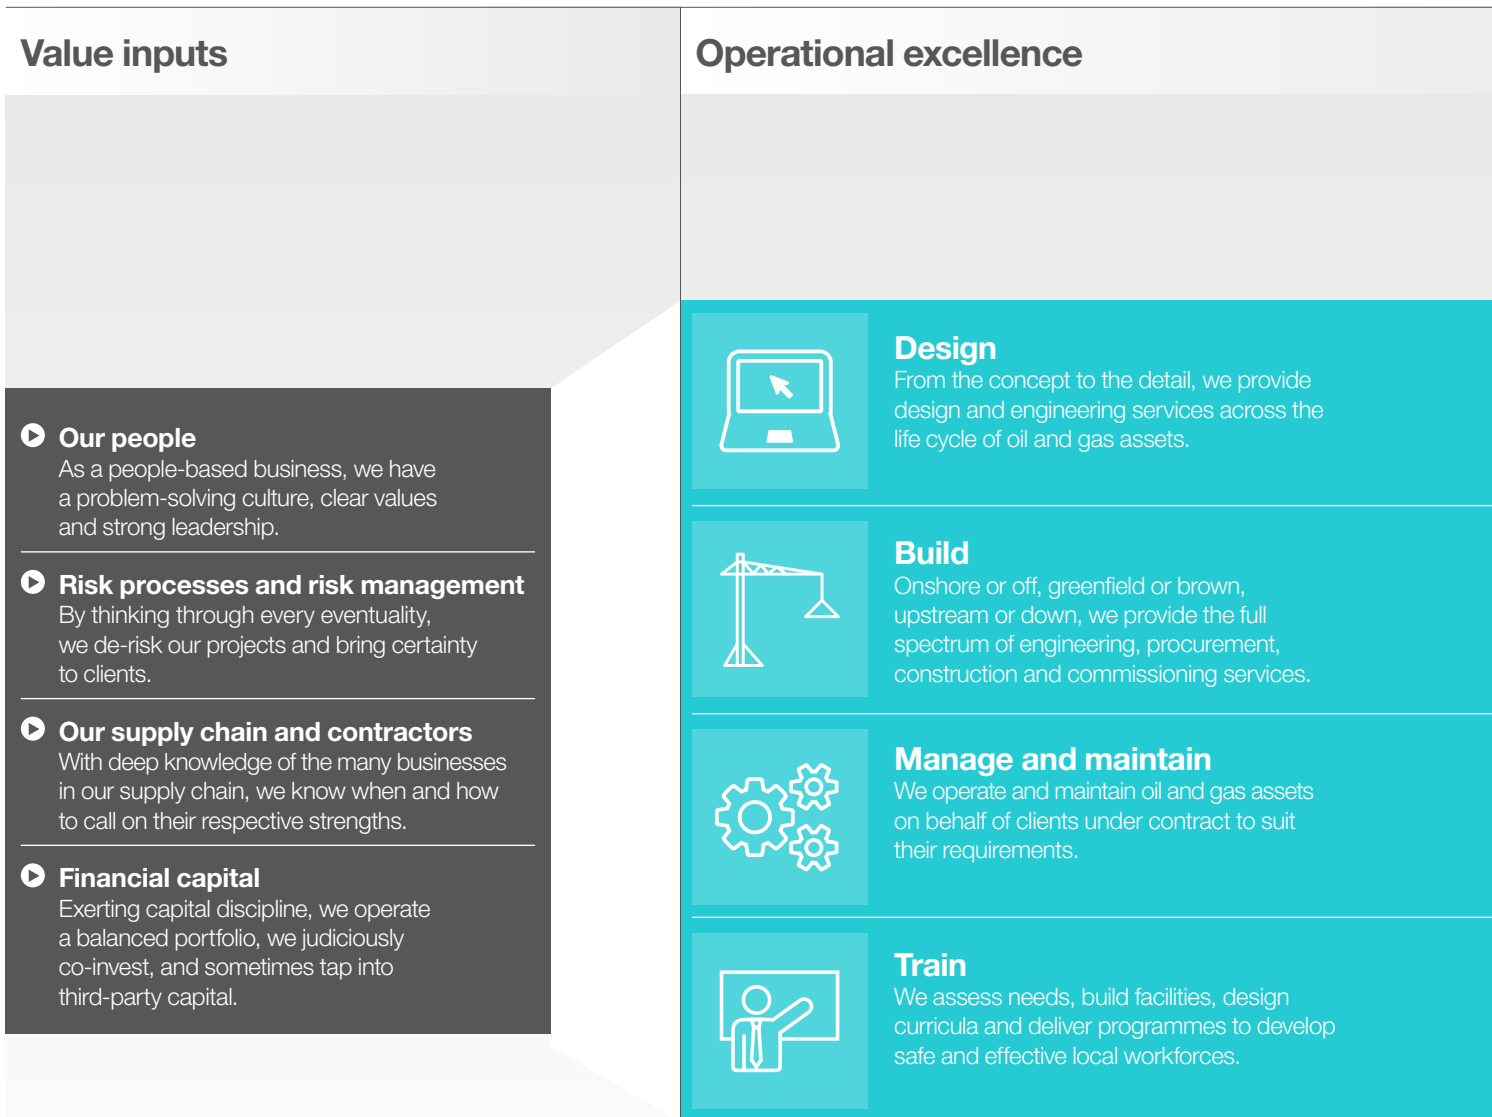 Value inputs
Our people
As a people-based business, we have
a problem-solving culture, clear values
and strong leadership.
Risk processes and risk management
By thinking through every eventuality,
we de-risk our projects and bring certainty
to clients.
Our supply chain and contractors
With deep knowledge of the many businesses
in our supply chain, we know when and how
to call on their respective strengths.
Financial capital
Exerting capital discipline, we operate
a balanced portfolio, we judiciously
co-invest, and sometimes tap into
third-party capital.
Operational excellence
Design
From the concept to the detail, we provide
design and engineering services across the
life cycle of oil and gas assets.
Build
Onshore or off, greenfield or brown,
upstream or down, we provide the full
spectrum of engineering, procurement,
construction and commissioning services.
Manage and maintain
We operate and maintain oil and gas assets
on behalf of clients under contract to suit
their requirements.
Train
We assess needs, build facilities, design
curricula and deliver programmes to develop
safe and effective local workforces.